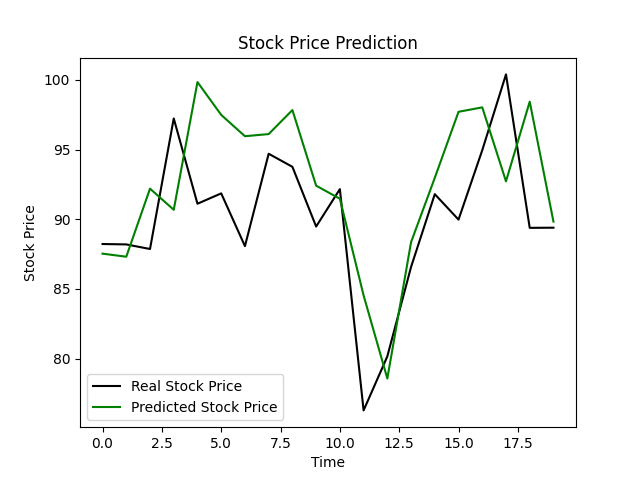 Stock Price Prediction
100
95
90
85
80
Stock Price
Real Stock Price
Predicted Stock Price
0.0 2.5 5.0 7.5 10.0 12.5 15.0 17.5
Time